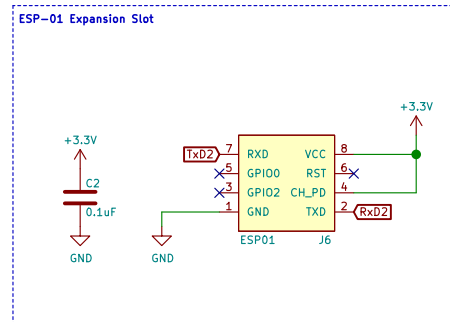 ESP-01 Expansion Slot
+3.3V
+3.3V
C2
0.1uF
GND
GND
TxD2
7 RXD VCC 8
5 GPIO0 RST 6
3 GPIO2 CH_PD 4
1 GND TXD 2
RxD2
ESP01 J6